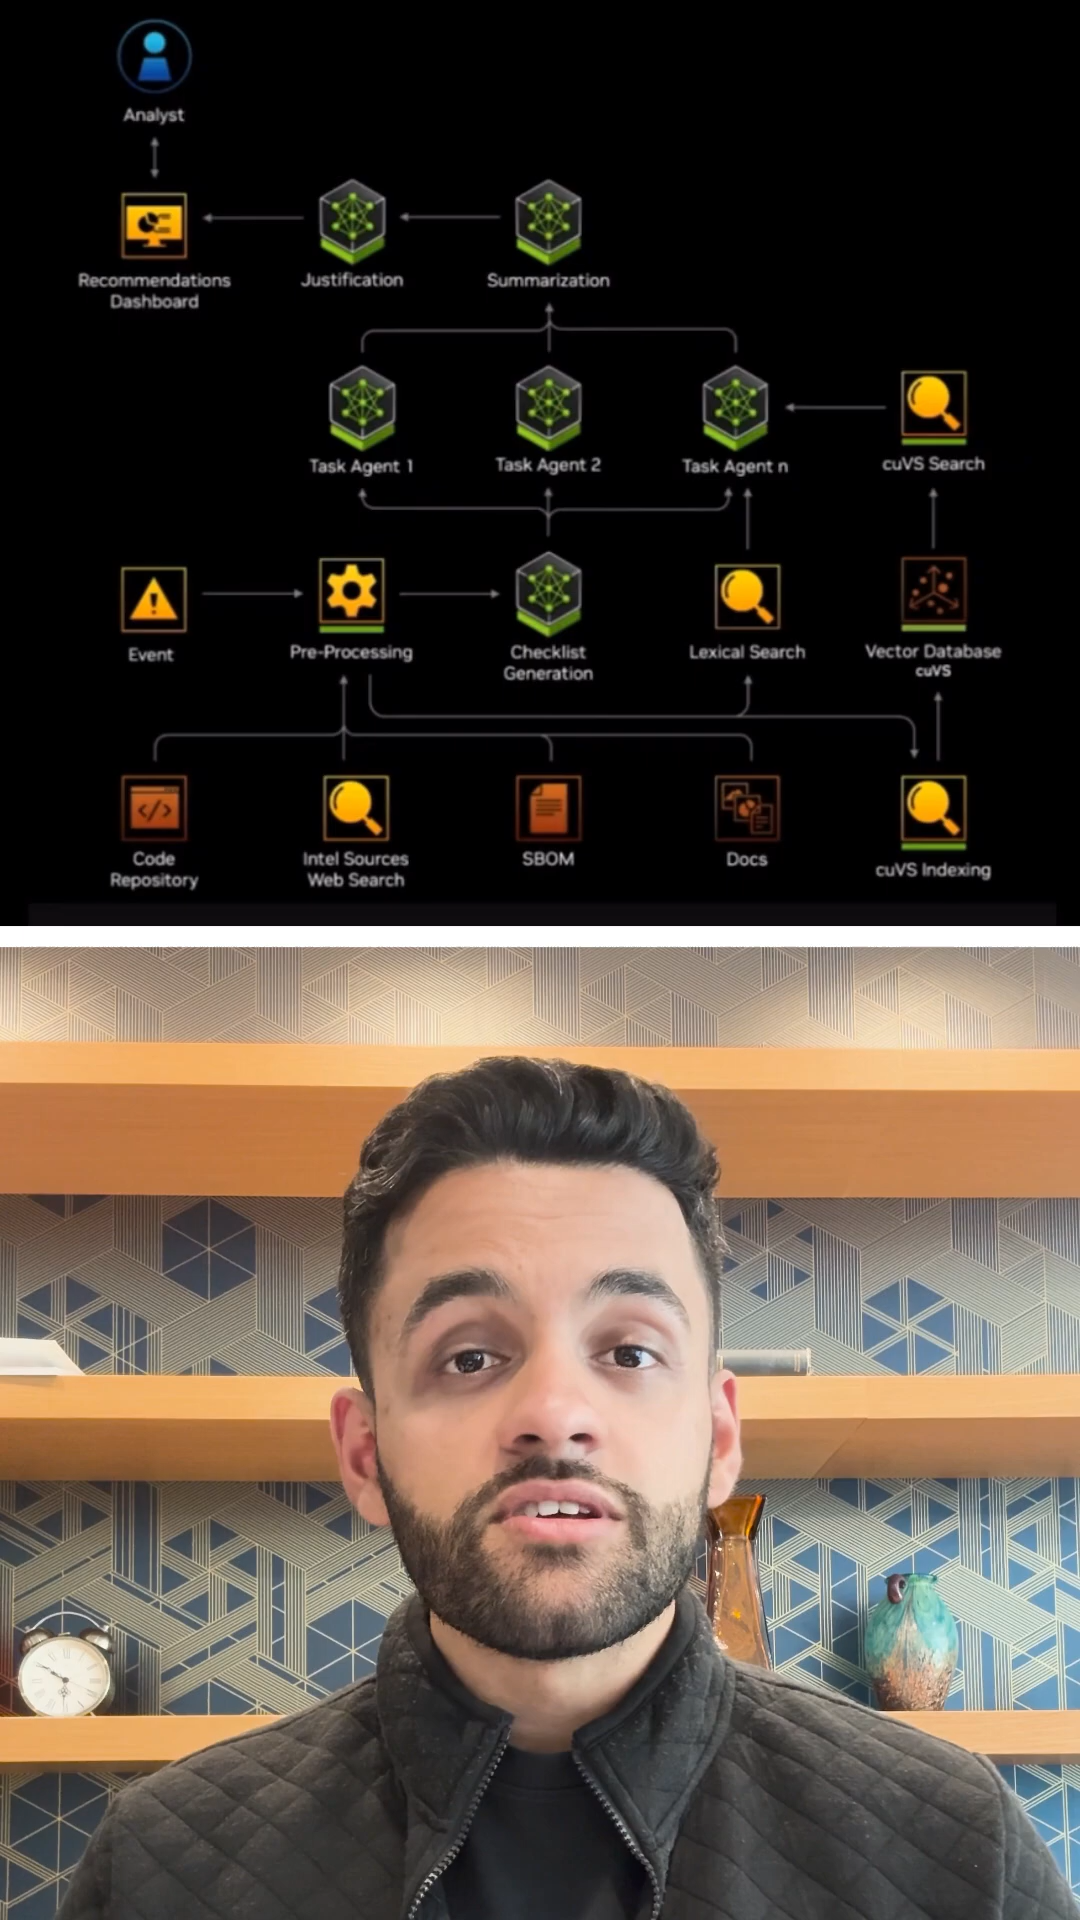 Analyst
Recommendations
Dashboard
Justification
Summarization
Task Agent 1
Task Agent 2
Task Agent n
cuVS Search
Event
Pre-Processing
Checklist
Generation
Lexical Search
Vector Database
cuVS
Code
Repository
Intel Sources
Web Search
SBOM
Docs
cuVS Indexing